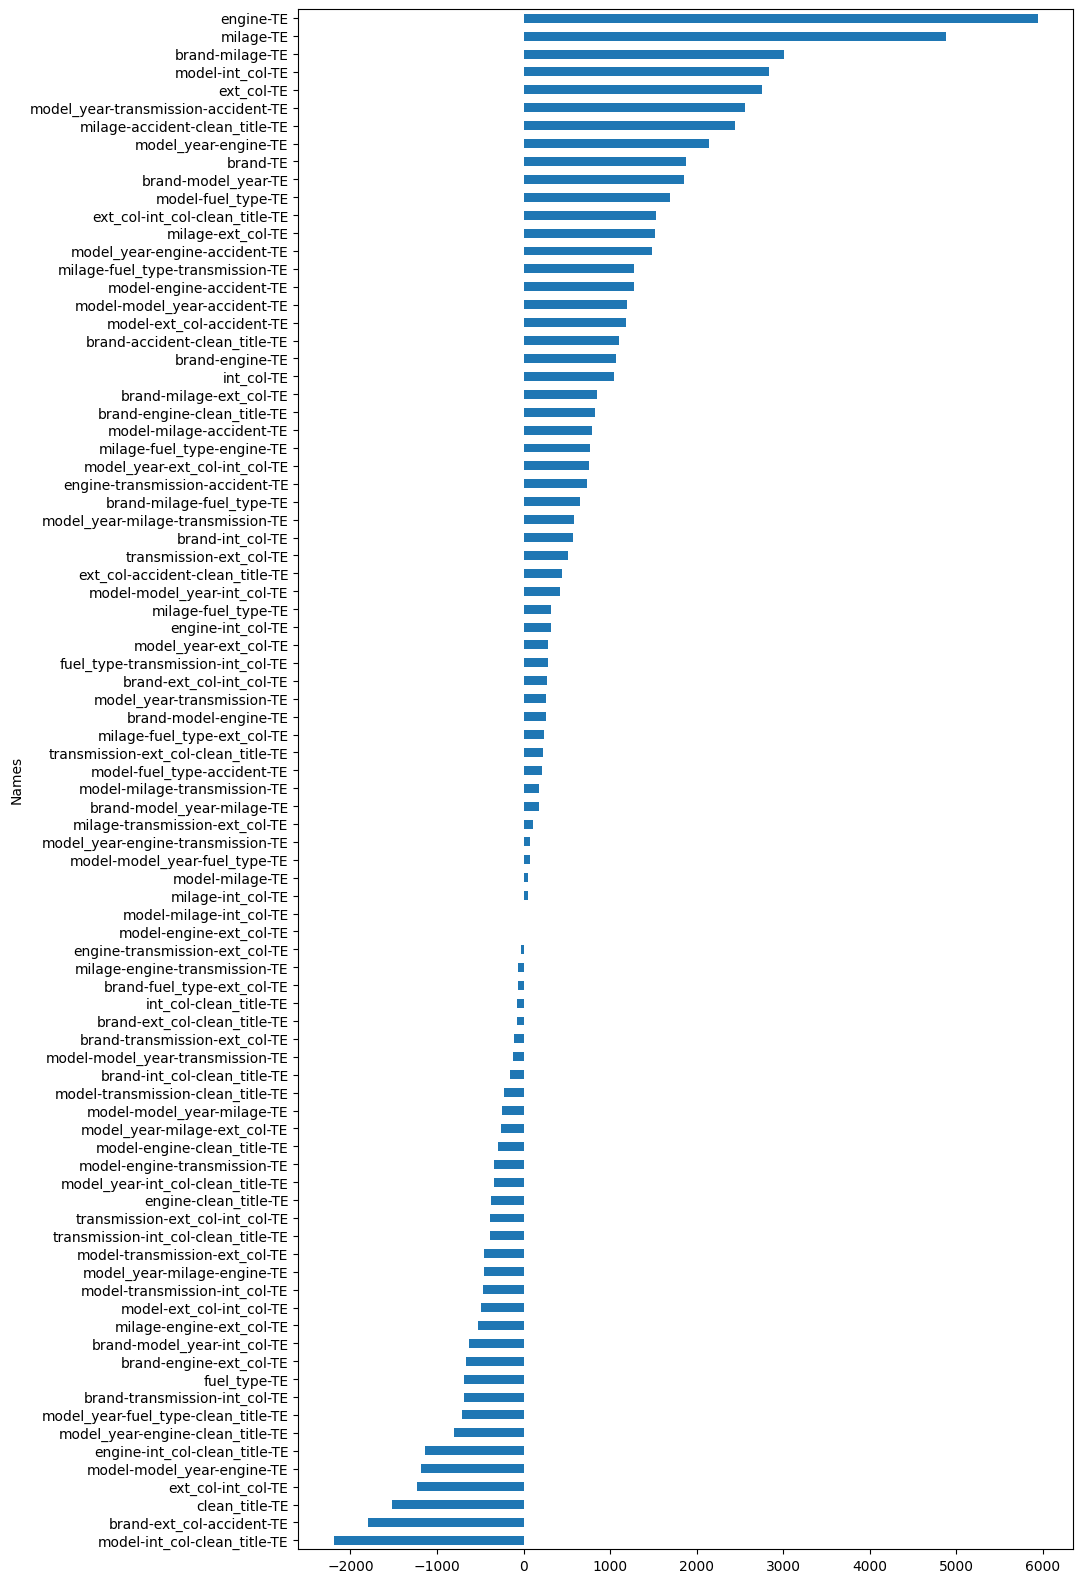 engine-TE
milage-TE
brand-milage-TE
model-int_col-TE
ext_col-TE
model_year-transmission-accident-TE
milage-accident-clean_title-TE
model_year-engine-TE
brand-TE
brand-model_year-TE
model-fuel_type-TE
ext_col-int_col-clean_title-TE
milage-ext_col-TE
model_year-engine-accident-TE
milage-fuel_type-transmission-TE
model-engine-accident-TE
model-model_year-accident-TE
model-ext_col-accident-TE
brand-accident-clean_title-TE
brand-engine-TE
int_col-TE
brand-milage-ext_col-TE
brand-engine-clean_title-TE
model-milage-accident-TE
milage-fuel_type-engine-TE
model_year-ext_col-int_col-TE
engine-transmission-accident-TE
brand-milage-fuel_type-TE
model_year-milage-transmission-TE
brand-int_col-TE
transmission-ext_col-TE
ext_col-accident-clean_title-TE
model-model_year-int_col-TE
milage-fuel_type-TE
engine-int_col-TE
model_year-ext_col-TE
fuel_type-transmission-int_col-TE
brand-ext_col-int_col-TE
model_year-transmission-TE
brand-model-engine-TE
milage-fuel_type-ext_col-TE
transmission-ext_col-clean_title-TE
model-fuel_type-accident-TE
model-milage-transmission-TE
brand-model_year-milage-TE
milage-transmission-ext_col-TE
model_year-engine-transmission-TE
model-model_year-fuel_type-TE
model-milage-TE
milage-int_col-TE
model-milage-int_col-TE
model-engine-ext_col-TE
engine-transmission-ext_col-TE
milage-engine-transmission-TE
brand-fuel_type-ext_col-TE
int_col-clean_title-TE
brand-ext_col-clean_title-TE
brand-transmission-ext_col-TE
model-model_year-transmission-TE
brand-int_col-clean_title-TE
model-transmission-clean_title-TE
model-model_year-milage-TE
model_year-milage-ext_col-TE
model-engine-clean_title-TE
model-engine-transmission-TE
model_year-int_col-clean_title-TE
engine-clean_title-TE
transmission-ext_col-int_col-TE
transmission-int_col-clean_title-TE
model-transmission-ext_col-TE
model_year-milage-engine-TE
model-transmission-int_col-TE
model-ext_col-int_col-TE
milage-engine-ext_col-TE
brand-model_year-int_col-TE
brand-engine-ext_col-TE
fuel_type-TE
brand-transmission-int_col-TE
model_year-fuel_type-clean_title-TE
model_year-engine-clean_title-TE
engine-int_col-clean_title-TE
model-model_year-engine-TE
ext_col-int_col-TE
clean_title-TE
brand-ext_col-accident-TE
model-int_col-clean_title-TE
Names
−2000 −1000 0 1000 2000 3000 4000 5000 6000